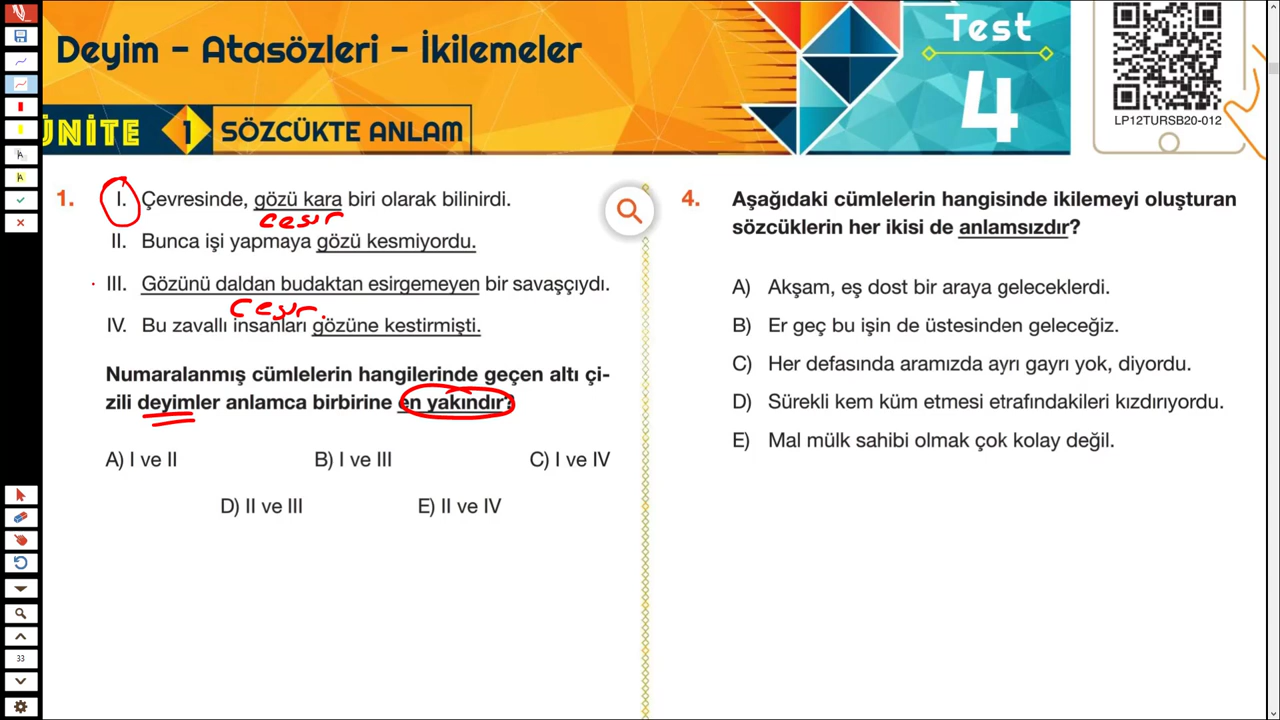 Deyim – Atasözleri – İkilemeler
Test
4
ÜNİTE 1 SÖZCÜKTE ANLAM
LP12TURSB20-012
1. I. Çevresinde, gözü kara biri olarak bilinirdi.
cesur
II. Bunca işi yapmaya gözü kesmiyordu.
III. Gözünü daldan budaktan esirgemeyen bir savaşçıydı.
cesur
IV. Bu zavallı insanları gözüne kestirmişti.
Numaralanmış cümlelerin hangilerinde geçen altı çi-
zili deyimler anlamca birbirine en yakındır?
A) I ve II B) I ve III C) I ve IV
D) II ve III E) II ve IV
4. Aşağıdaki cümlelerin hangisinde ikilemeyi oluşturan
sözcüklerin her ikisi de anlamsızdır?
A) Akşam, eş dost bir araya geleceklerdi.
B) Er geç bu işin de üstesinden geleceğiz.
C) Her defasında aramızda ayrı gayrı yok, diyordu.
D) Sürekli kem küm etmesi etrafındakileri kızdırıyordu.
E) Mal mülk sahibi olmak çok kolay değil.
33